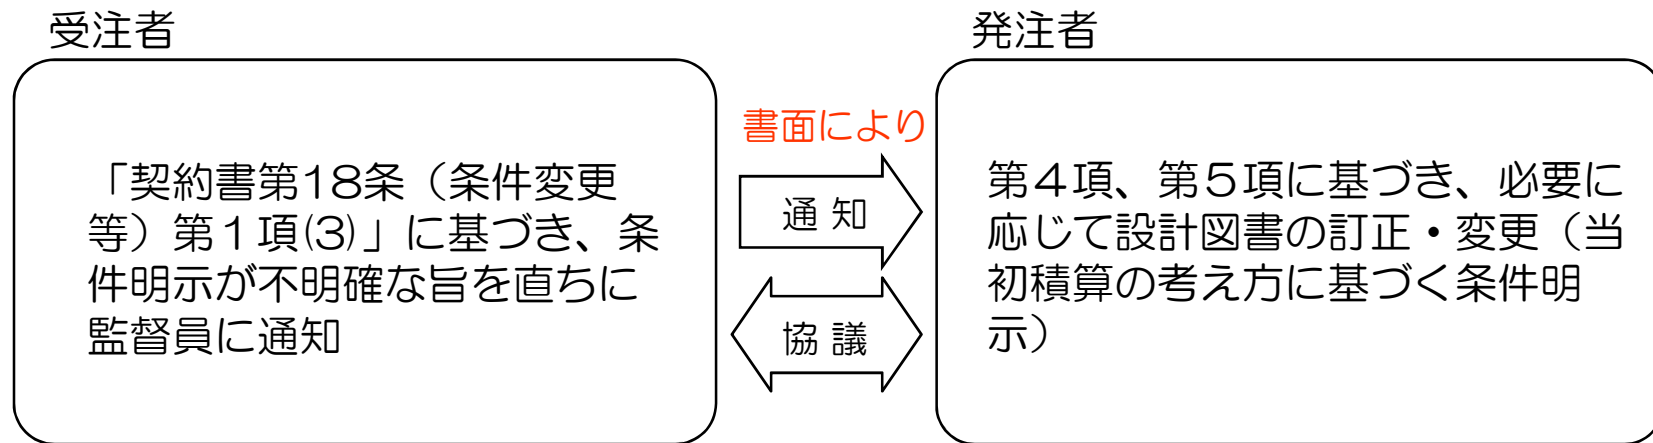 受注者
「契約書第18条（条件変更
等）第１項(3)」に基づき、条
件明示が不明確な旨を直ちに
監督員に通知
書面により
通 知
協 議
発注者
第４項、第５項に基づき、必要に
応じて設計図書の訂正・変更（当
初積算の考え方に基づく条件明
示）